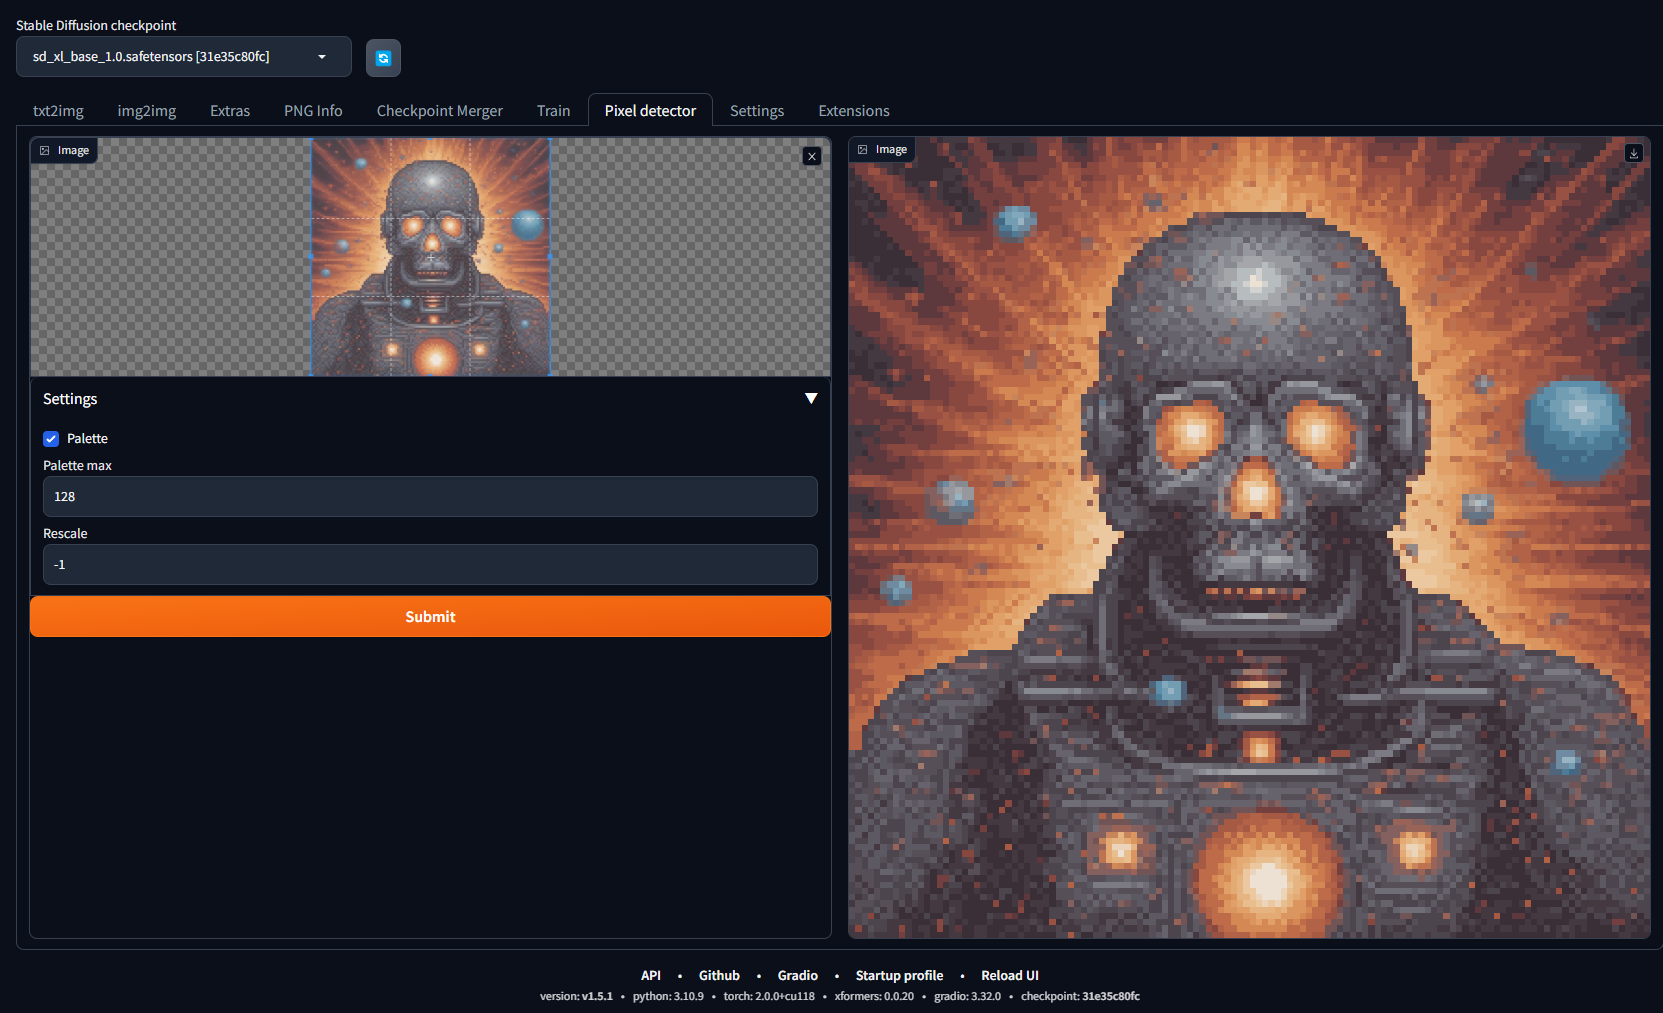 Stable Diffusion checkpoint
sd_xl_base_1.0.safetensors [31e35c80fc]
txt2img img2img Extras PNG Info Checkpoint Merger Train Pixel detector Settings Extensions
Image
Image
Settings
Palette
Palette max
128
Rescale
-1
Submit
API • Github • Gradio • Startup profile • Reload UI
version: v1.5.1 • python: 3.10.9 • torch: 2.0.0+cu118 • xformers: 0.0.20 • gradio: 3.32.0 • checkpoint: 31e35c80fc